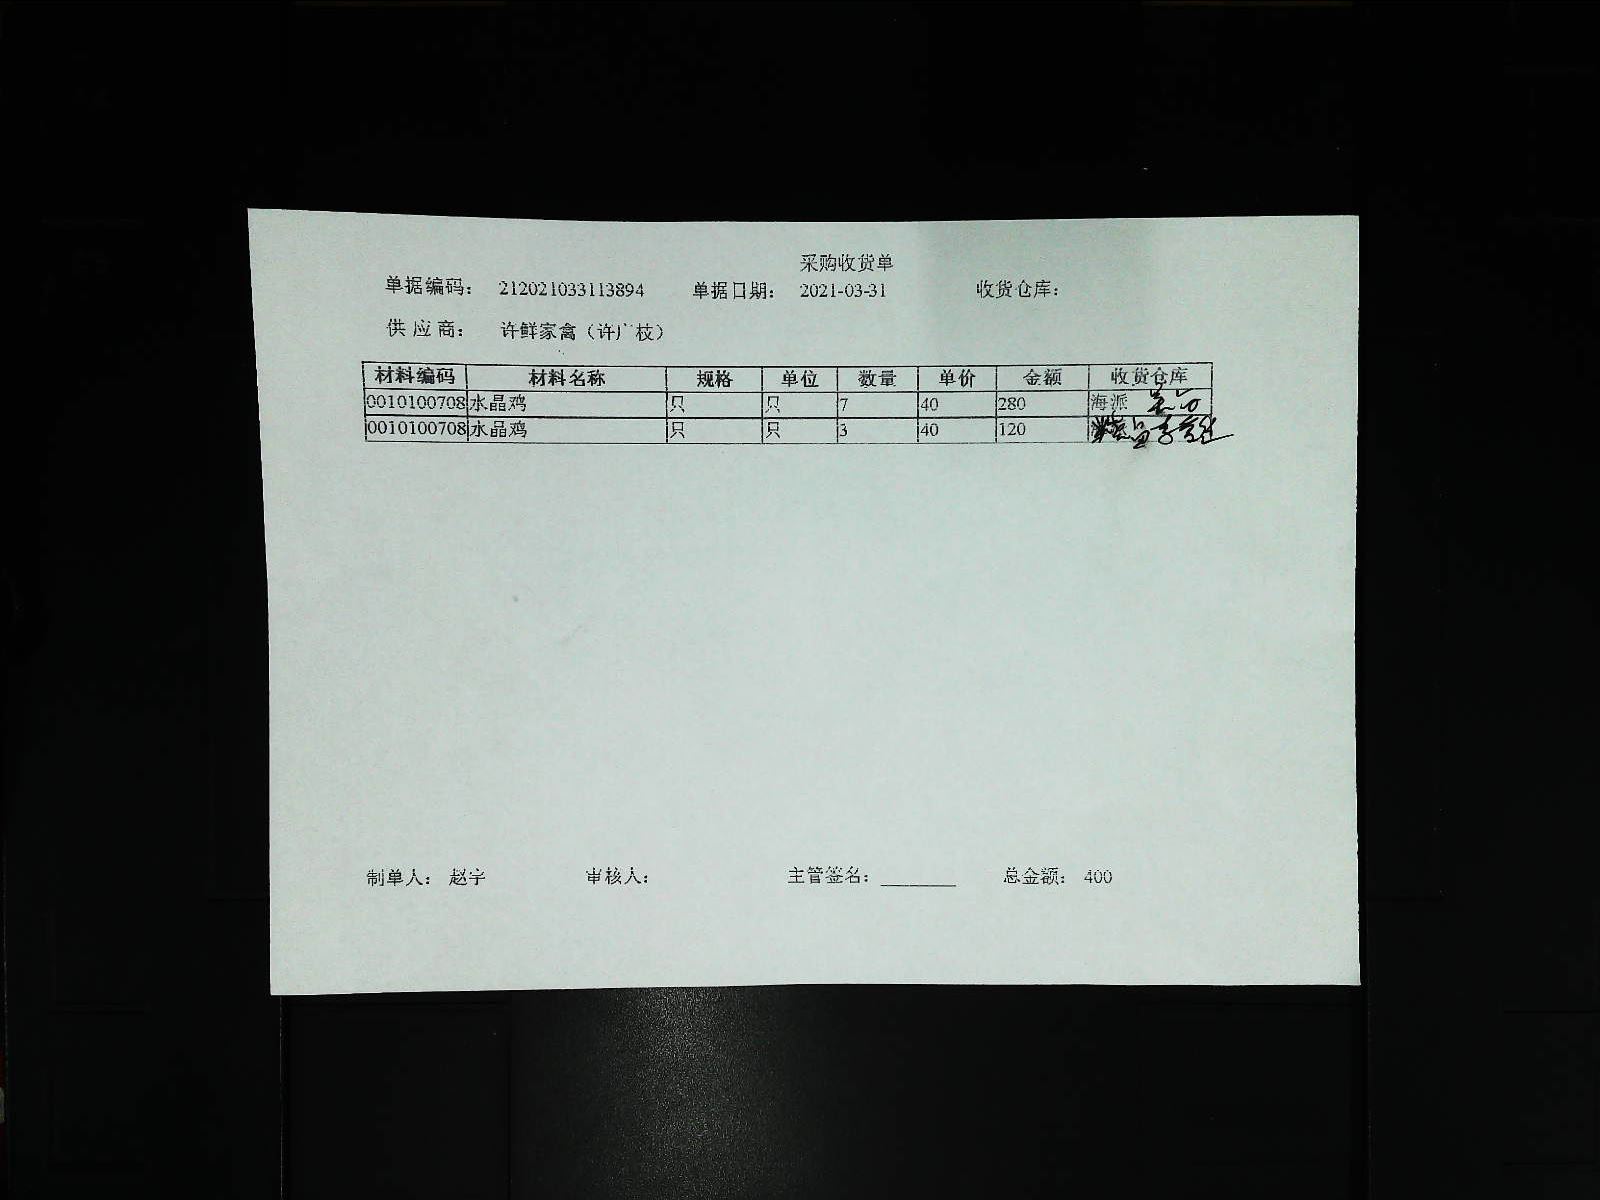 采购收货单
单据编码： 212021033113894 单据日期： 2021-03-31 收货仓库：
供应商： 许鲜家禽（许广枝）
材料编码 材料名称 规格 单位 数量 单价 金额 收货仓库
0010100708 水晶鸡 只 只 7 40 280 海派
0010100708 水晶鸡 只 只 3 40 120
制单人： 赵宇 审核人： 主管签名： 总金额： 400